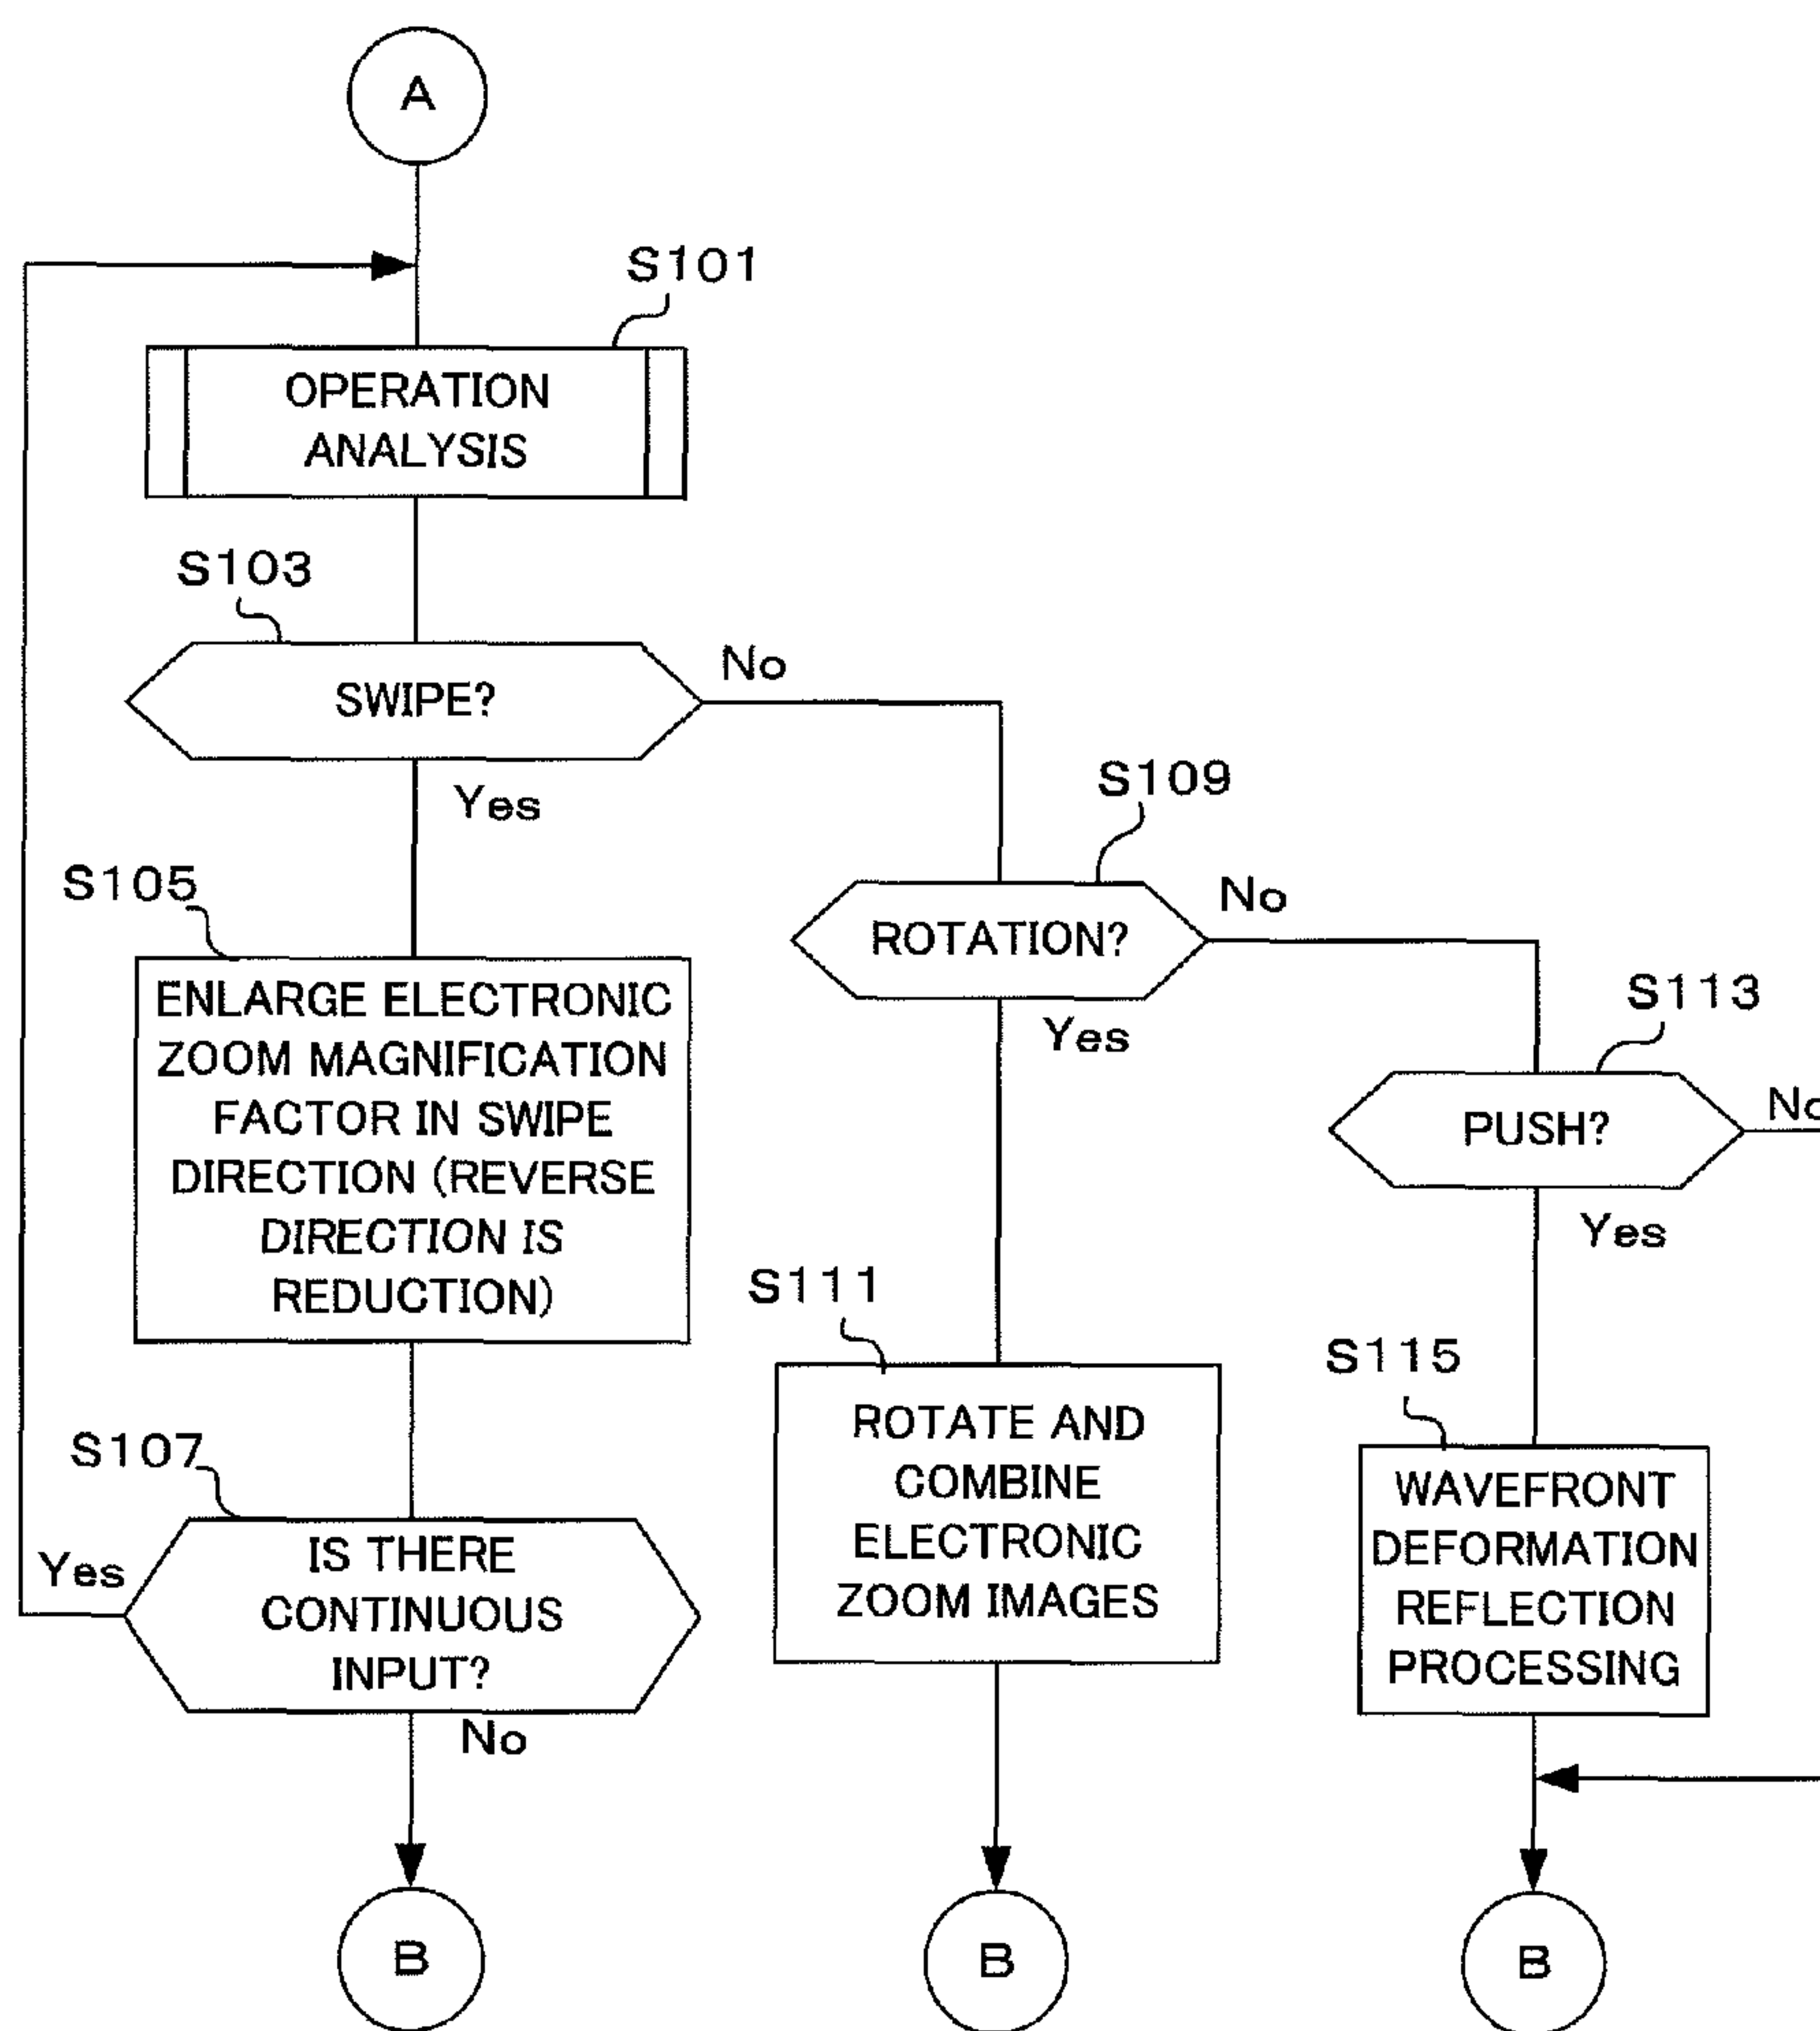 A
S101
OPERATION
ANALYSIS
S103
SWIPE?
No
Yes
S109
ROTATION?
No
Yes
S105
ENLARGE ELECTRONIC
ZOOM MAGNIFICATION
FACTOR IN SWIPE
DIRECTION (REVERSE
DIRECTION IS
REDUCTION)
S113
PUSH?
No
Yes
S111
ROTATE AND
COMBINE
ELECTRONIC
ZOOM IMAGES
S115
WAVEFRONT
DEFORMATION
REFLECTION
PROCESSING
S107
IS THERE
CONTINUOUS
INPUT?
Yes
No
B
B
B